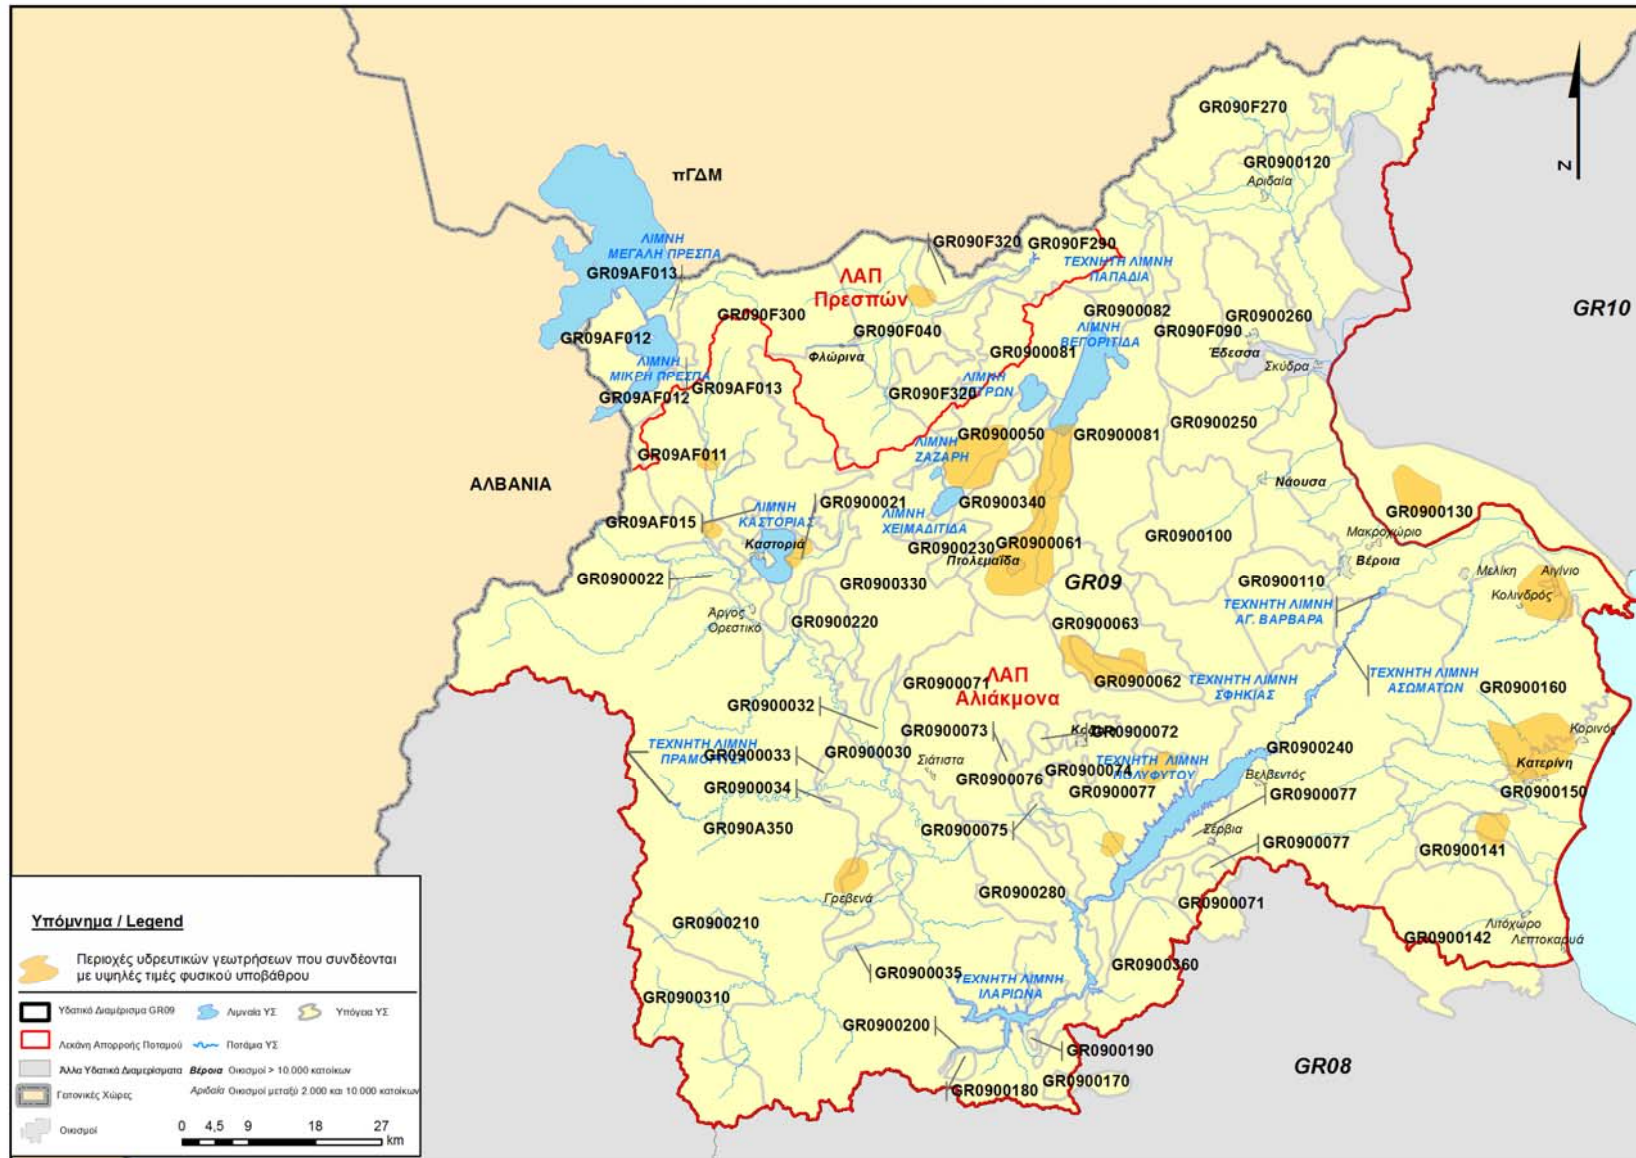 GR090F270
GR0900120
Αριδαία
Z
πΓΔΜ
GR090F320
GR090F290
ΤΕΧΝΗΤΗ ΛΙΜΝΗ
ΠΑΠΑΔΙΑ
ΛΙΜΝΗ
ΜΕΓΑΛΗ ΠΡΕΣΠΑ
GR09AF013
ΛΑΠ
Πρεσπών
GR10
GR090F300
GR090F040
Φλώρινα
GR0900082
ΛΙΜΝΗ
ΒΕΓΟΡΙΤΙΔΑ
GR090F090
GR0900260
Έδεσσα
Σκύδρα
GR09AF012
ΛΙΜΝΗ
ΜΙΚΡΗ ΠΡΕΣΠΑ
GR0900081
GR09AF013
GR09AF012
GR090F320
ΛΙΜΝΗ
GR0900250
GR0900050
GR0900081
ΛΙΜΝΗ
ΖΑΖΑΡΗ
GR09AF011
ΑΛΒΑΝΙΑ
Νάουσα
GR0900021
GR0900340
GR09AF015
ΛΙΜΝΗ
ΚΑΣΤΟΡΙΑΣ
ΛΙΜΝΗ
ΧΕΙΜΑΔΙΤΙΔΑ
GR0900130
Μακροχώριο
Καστοριά
GR0900230
GR0900061
GR0900100
Πτολεμαΐδα
Βέροια
Μελίκη
Αιγίνιο
GR0900022
GR0900330
GR09
GR0900110
Κολινδρός
ΤΕΧΝΗΤΗ ΛΙΜΝΗ
ΑΓ. ΒΑΡΒΑΡΑ
Άργος
Ορεστικό
GR0900220
GR0900063
ΛΑΠ
Αλιάκμονα
GR0900071
GR0900062
ΤΕΧΝΗΤΗ ΛΙΜΝΗ
ΣΦΗΚΙΑΣ
ΤΕΧΝΗΤΗ ΛΙΜΝΗ
ΑΣΩΜΑΤΩΝ
GR0900160
GR0900032
GR0900073
GR0900072
Κορινός
ΤΕΧΝΗΤΗ ΛΙΜΝΗ
ΠΡΑΜΟΡΙΤΣΑ
GR0900033
GR0900030
Σιάτιστα
GR0900240
ΤΕΧΝΗΤΗ ΛΙΜΝΗ
ΠΟΛΥΦΥΤΟΥ
GR0900074
GR0900076
Βελβεντός
Κατερίνη
GR0900034
GR0900077
GR0900077
GR0900150
GR090A350
GR0900075
Σέρβια
GR0900077
GR0900141
Γρεβενά
GR0900280
GR0900071
GR0900210
Λιτόχωρο
GR0900142
Λεπτοκαρυά
GR0900035
GR0900360
ΤΕΧΝΗΤΗ ΛΙΜΝΗ
ΙΛΑΡΙΩΝΑ
GR0900310
GR0900200
GR0900190
GR0900180
GR0900170
GR08
Υπόμνημα / Legend
Περιοχές υδρευτικών γεωτρήσεων που συνδέονται
με υψηλές τιμές φυσικού υποβάθρου
Υδατικό Διαμέρισμα GR09
Λιμναία ΥΣ
Υπόγεια ΥΣ
Λεκάνη Απορροής Ποταμού
Ποτάμια ΥΣ
Άλλα Υδατικά Διαμερίσματα
Βέροια Οικισμοί > 10.000 κατοίκων
Γειτονικές Χώρες
Αριδαία Οικισμοί μεταξύ 2.000 και 10.000 κατοίκων
Οικισμοί
0 4,5 9 18 27
km